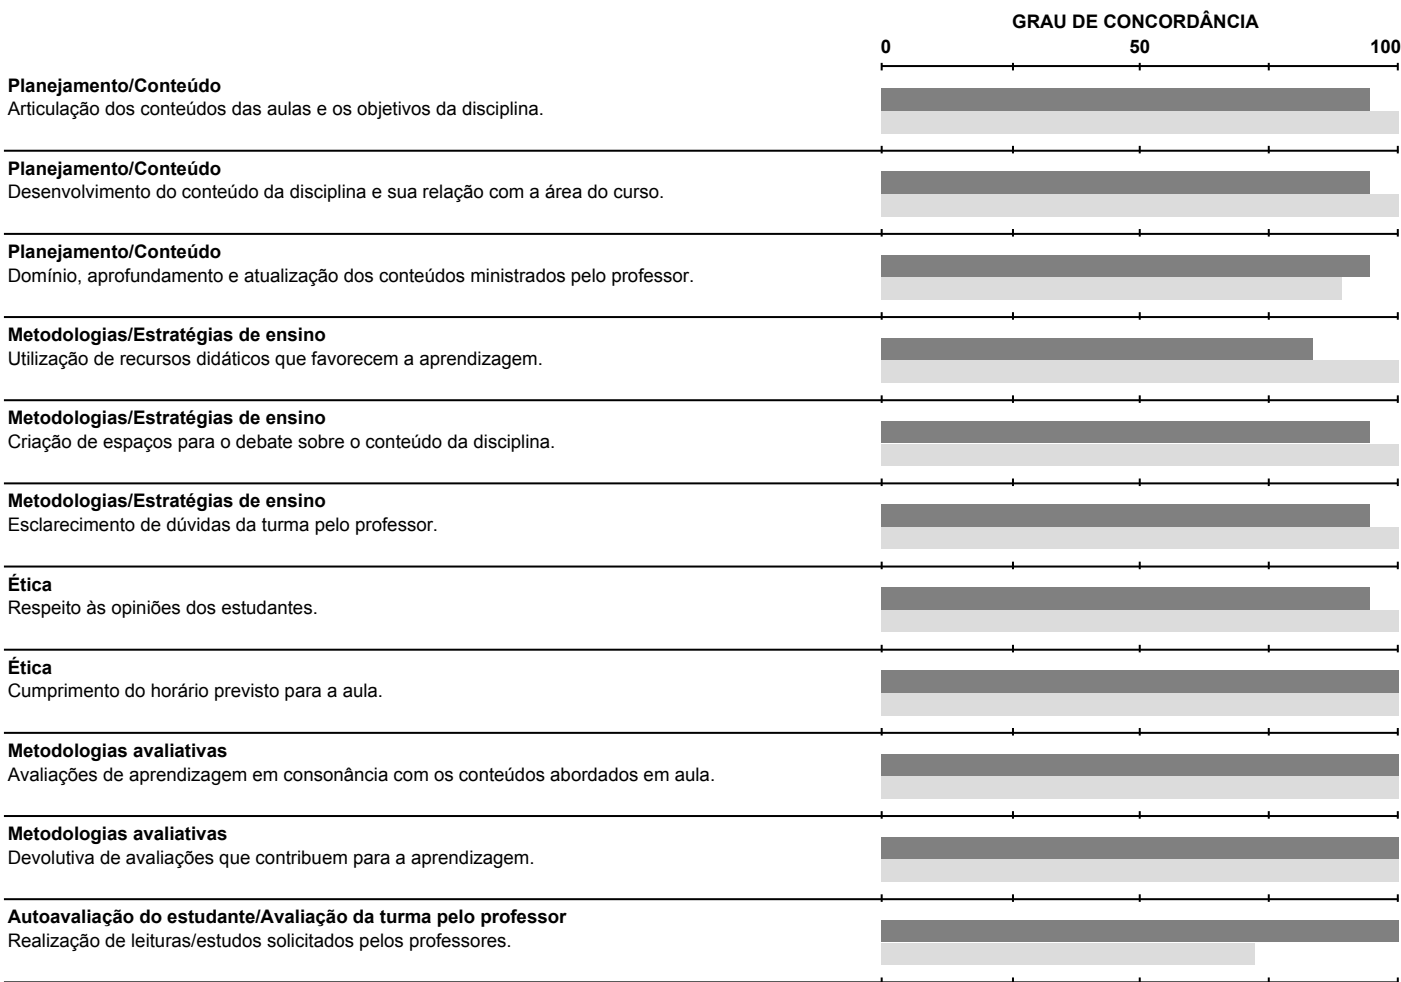 GRAU DE CONCORDÂNCIA
0 50 100
Planejamento/Conteúdo
Articulação dos conteúdos das aulas e os objetivos da disciplina.
Planejamento/Conteúdo
Desenvolvimento do conteúdo da disciplina e sua relação com a área do curso.
Planejamento/Conteúdo
Domínio, aprofundamento e atualização dos conteúdos ministrados pelo professor.
Metodologias/Estratégias de ensino
Utilização de recursos didáticos que favorecem a aprendizagem.
Metodologias/Estratégias de ensino
Criação de espaços para o debate sobre o conteúdo da disciplina.
Metodologias/Estratégias de ensino
Esclarecimento de dúvidas da turma pelo professor.
Ética
Respeito às opiniões dos estudantes.
Ética
Cumprimento do horário previsto para a aula.
Metodologias avaliativas
Avaliações de aprendizagem em consonância com os conteúdos abordados em aula.
Metodologias avaliativas
Devolutiva de avaliações que contribuem para a aprendizagem.
Autoavaliação do estudante/Avaliação da turma pelo professor
Realização de leituras/estudos solicitados pelos professores.